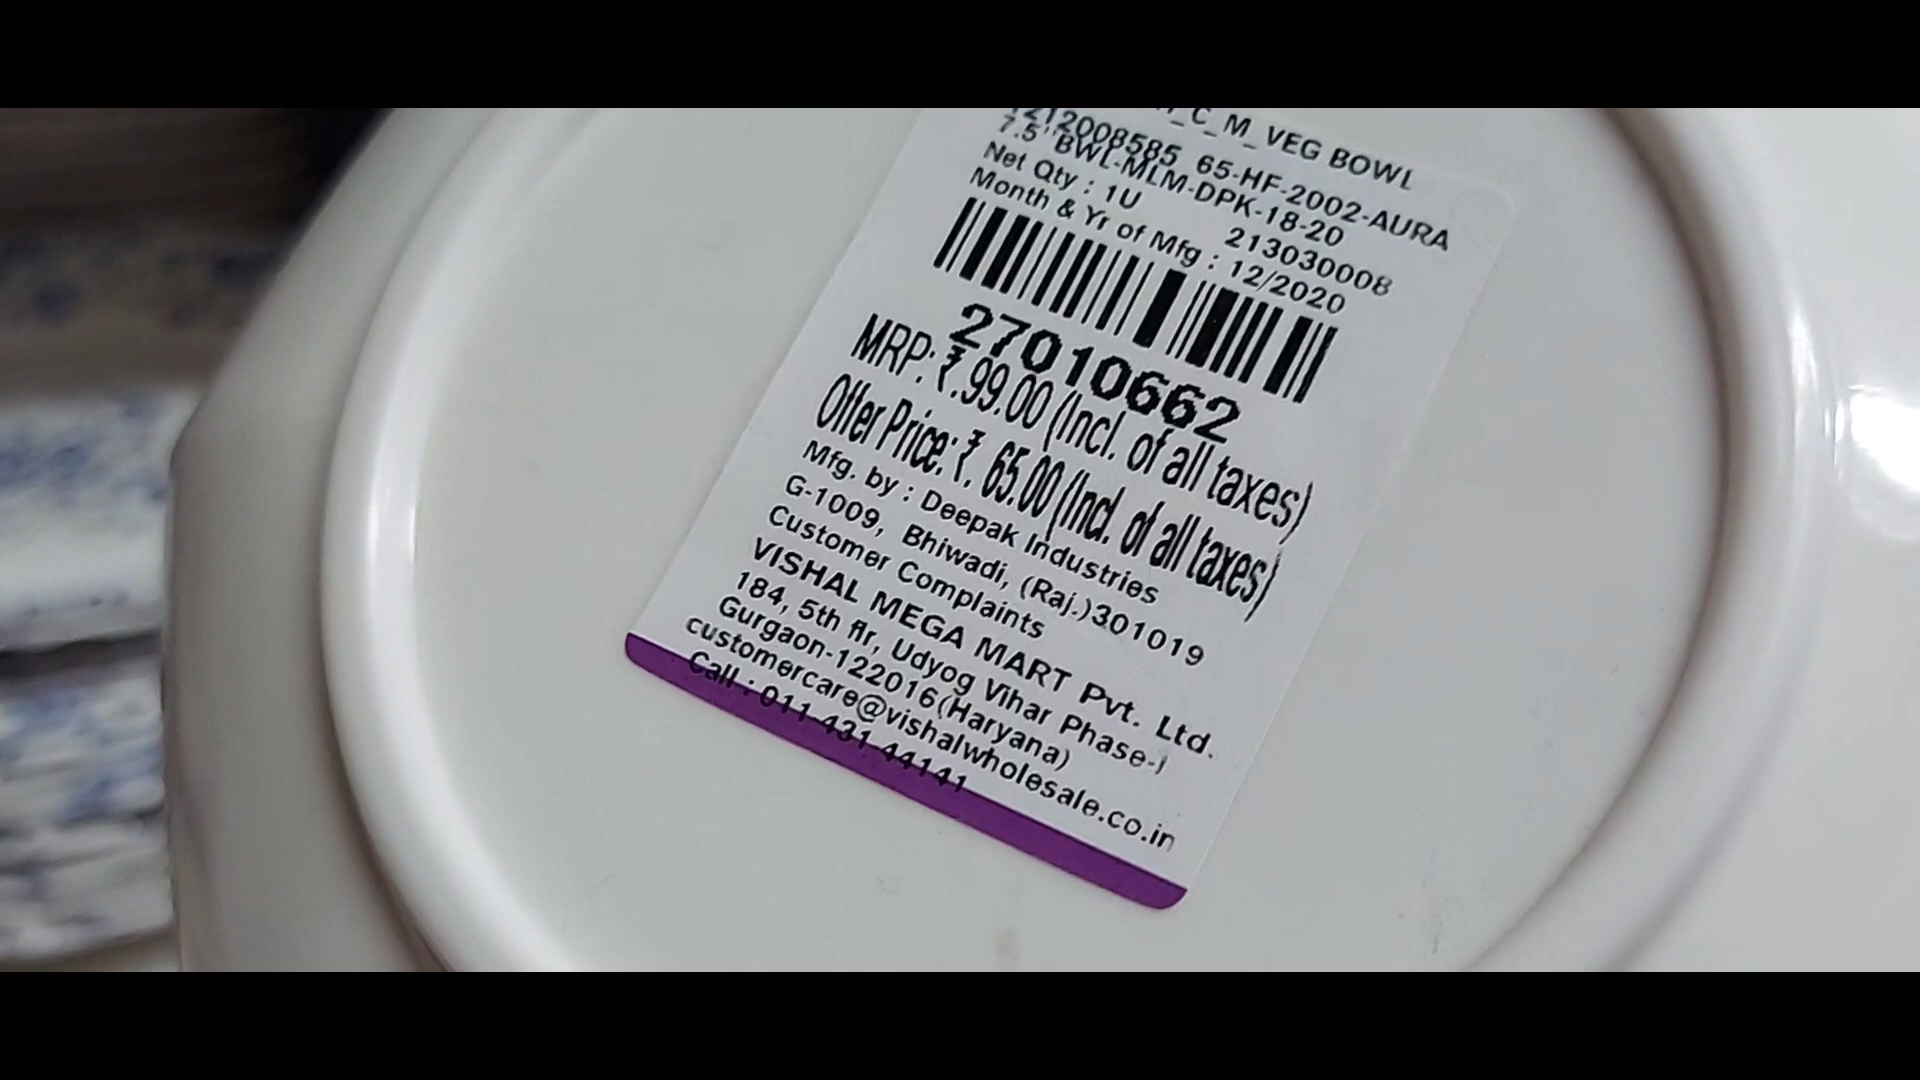 _C_M_VEG BOWL
1212008585_65-HF-2002-AURA
7.5''BWL-MLM-DPK-18-20
Net Qty : 1U 213030008
Month & Yr of Mfg : 12/2020
27010662
MRP: ₹.99.00 (Incl. of all taxes)
Offer Price: ₹. 65.00 (Incl. of all taxes)
Mfg. by : Deepak Industries
G-1009, Bhiwadi, (Raj.)301019
Customer Complaints
VISHAL MEGA MART Pvt. Ltd.
184, 5th flr, Udyog Vihar Phase-I
Gurgaon-122016(Haryana)
customercare@vishalwholesale.co.in
Call : 011-431-44141